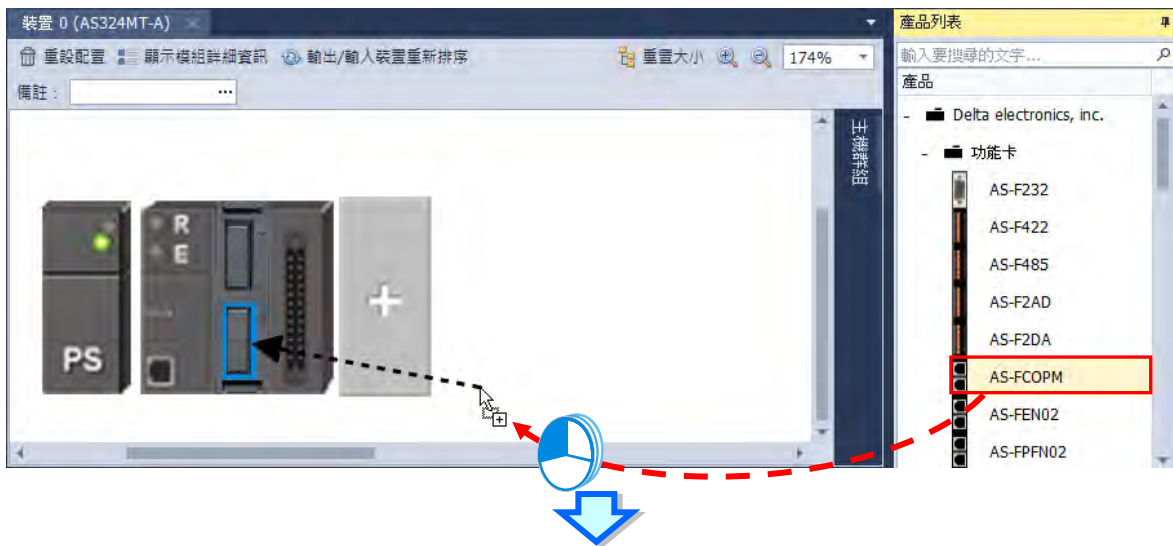 裝置 0 (AS324MT-A)
重設配置 顯示模組詳細資訊 輸出/輸入裝置重新排序 重置大小 174%
備註：
...
主機群組
R
E
PS
產品列表
輸入要搜尋的文字...
產品
- Delta electronics, inc.
- 功能卡
AS-F232
AS-F422
AS-F485
AS-F2AD
AS-F2DA
AS-FCOPM
AS-FEN02
AS-FPFN02